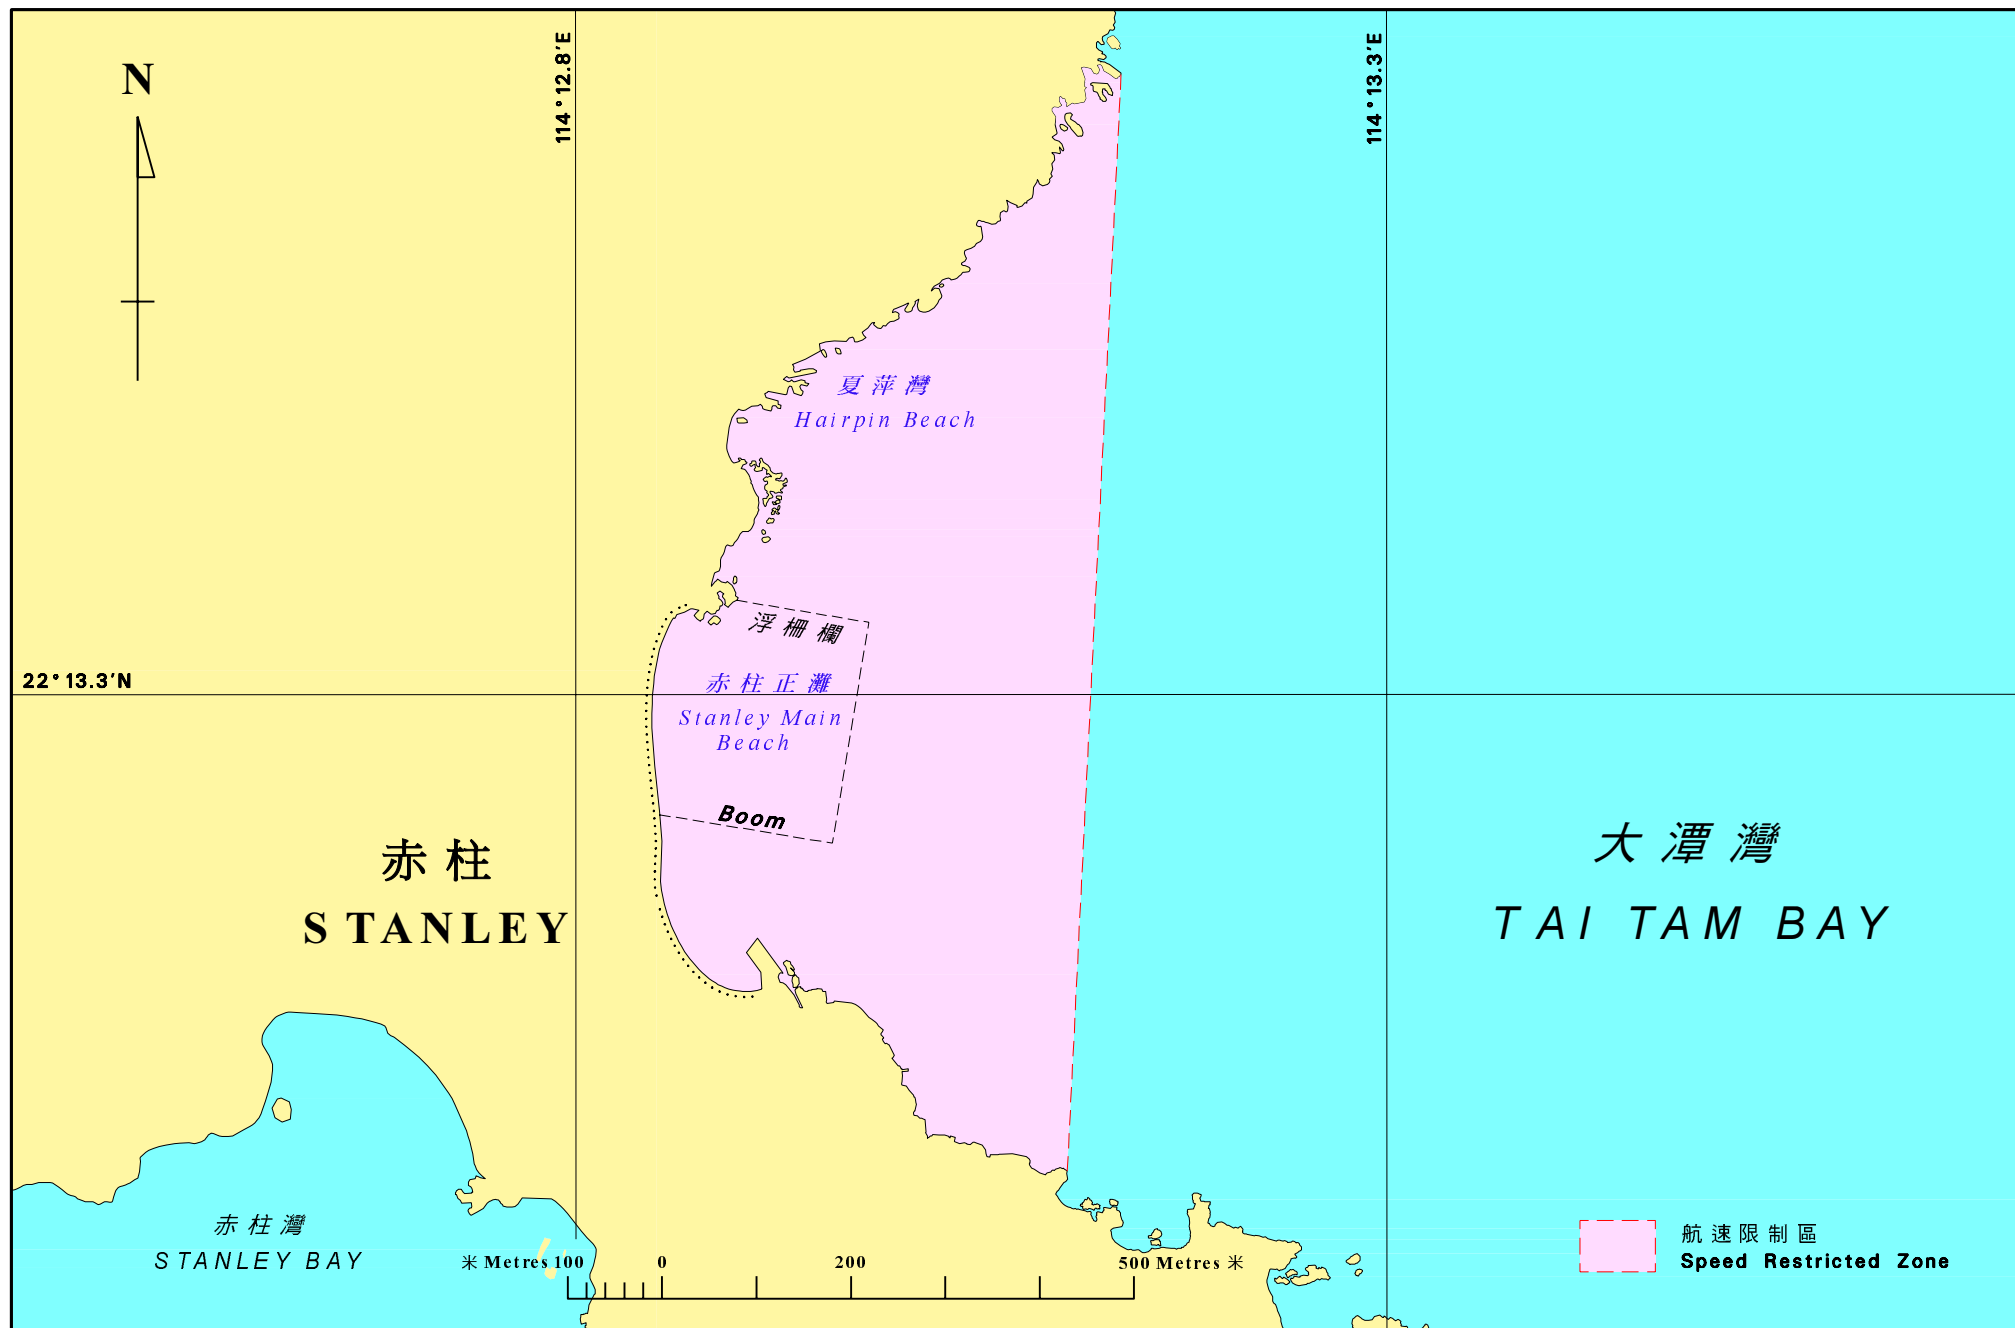 N
114°12.8'E
114°13.3'E
夏萍灣
Hairpin Beach
浮柵欄
22°13.3'N
赤柱正灘
Stanley Main
Beach
Boom
赤柱
STANLEY
大潭灣
TAI TAM BAY
赤柱灣
STANLEY BAY
米 Metres 100 0 200 500 Metres 米
航速限制區
Speed Restricted Zone